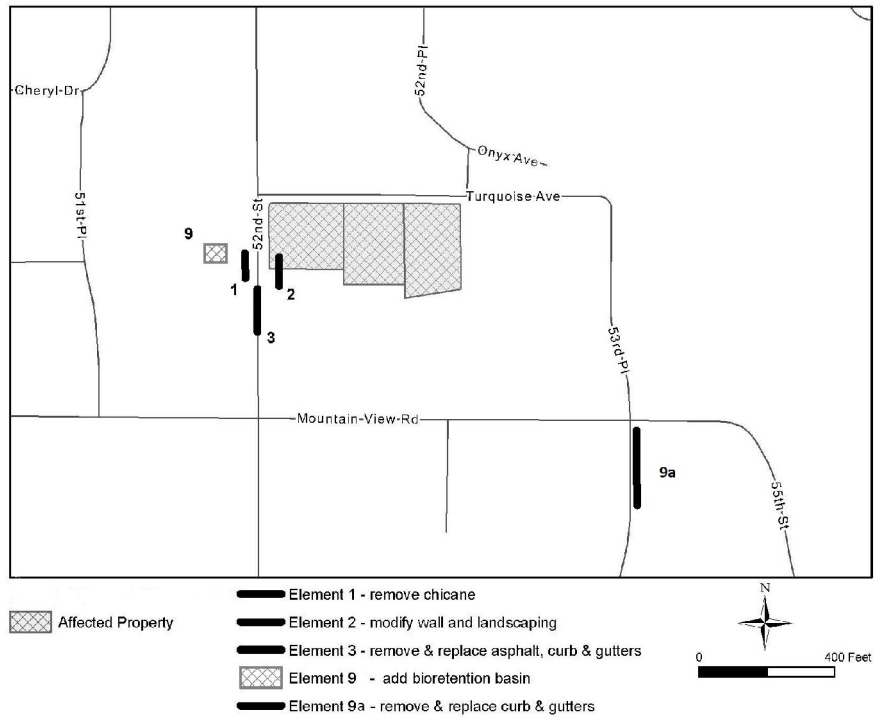 52nd-Pl
Cheryl-Dr
Onyx Ave
Turquoise Ave
51st-Pl
52nd-St
9
1
2
3
53rd-Pl
Mountain-View-Rd
9a
55th-St
Affected Property
Element 1 - remove chicane
Element 2 - modify wall and landscaping
Element 3 - remove & replace asphalt, curb & gutters
Element 9 - add bioretention basin
Element 9a - remove & replace curb & gutters
N
0 400 Feet